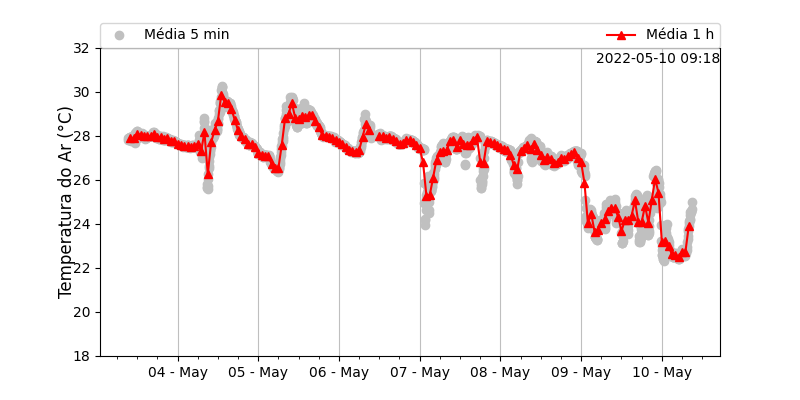 Média 5 min
Média 1 h
2022-05-10 09:18
Temperatura do Ar (°C)
32
30
28
26
24
22
20
18
04 - May
05 - May
06 - May
07 - May
08 - May
09 - May
10 - May